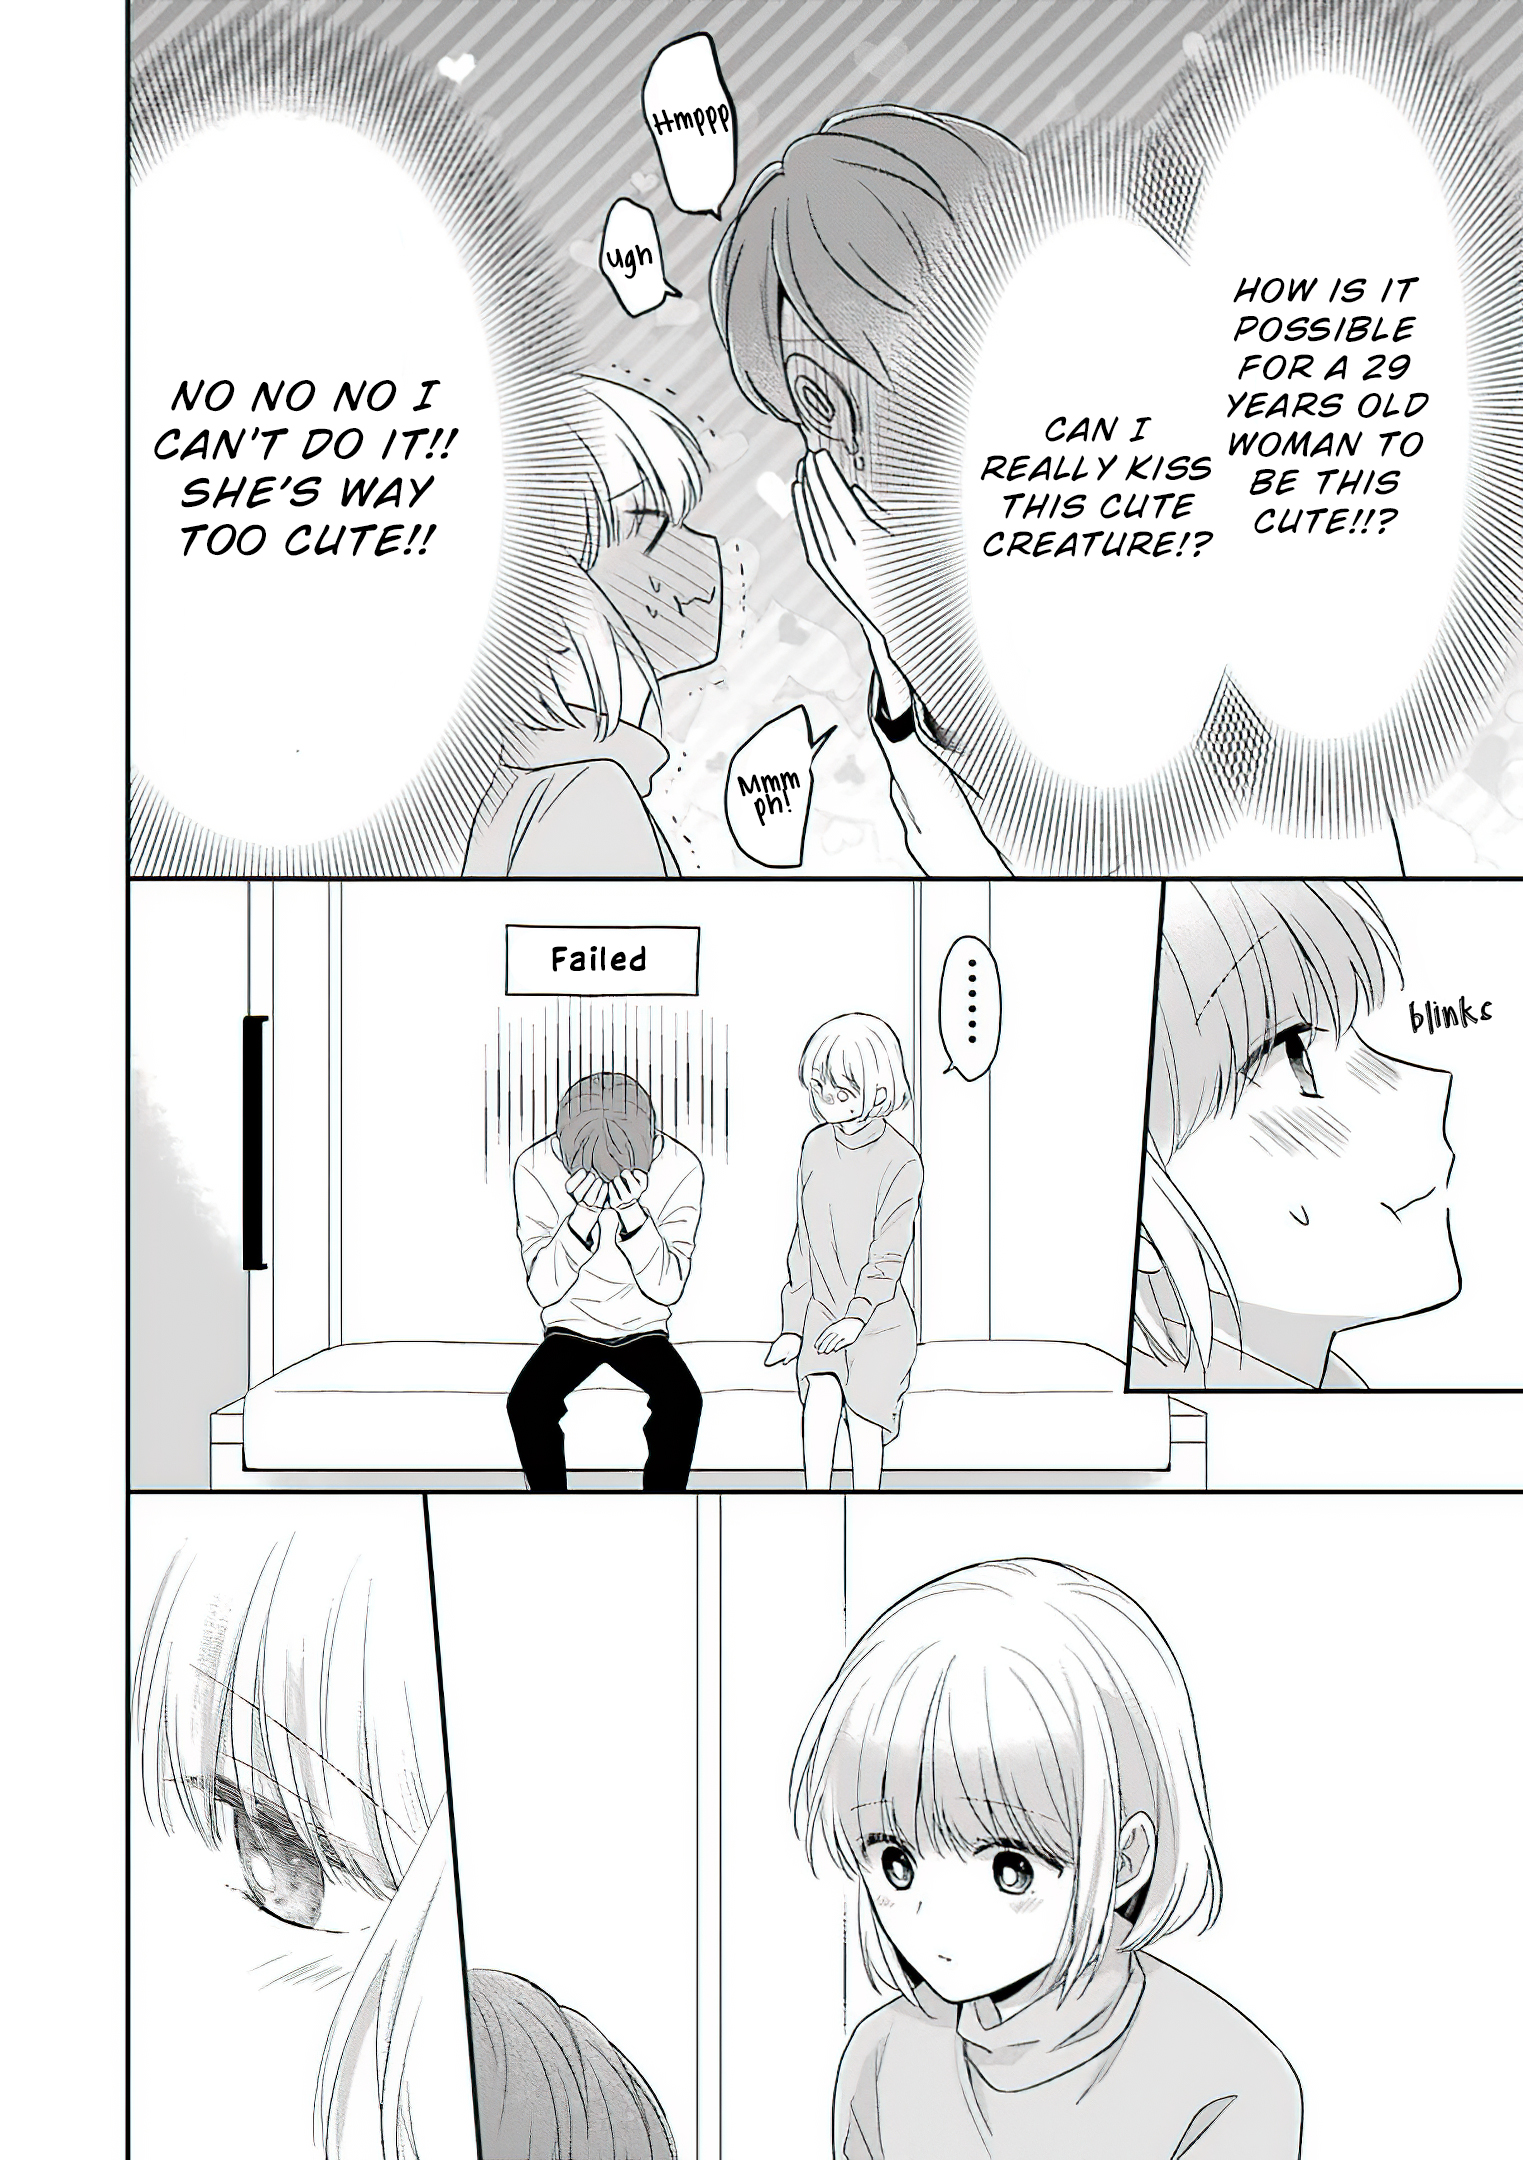 HOW IS IT
POSSIBLE
FOR A 29
YEARS OLD
WOMAN TO
BE THIS
CUTE!!?
CAN I
REALLY KISS
THIS CUTE
CREATURE!?
Hmppp
Ugh
Mmm
ph!
NO NO NO I
CAN'T DO IT!!
SHE'S WAY
TOO CUTE!!
blinks
......
Failed